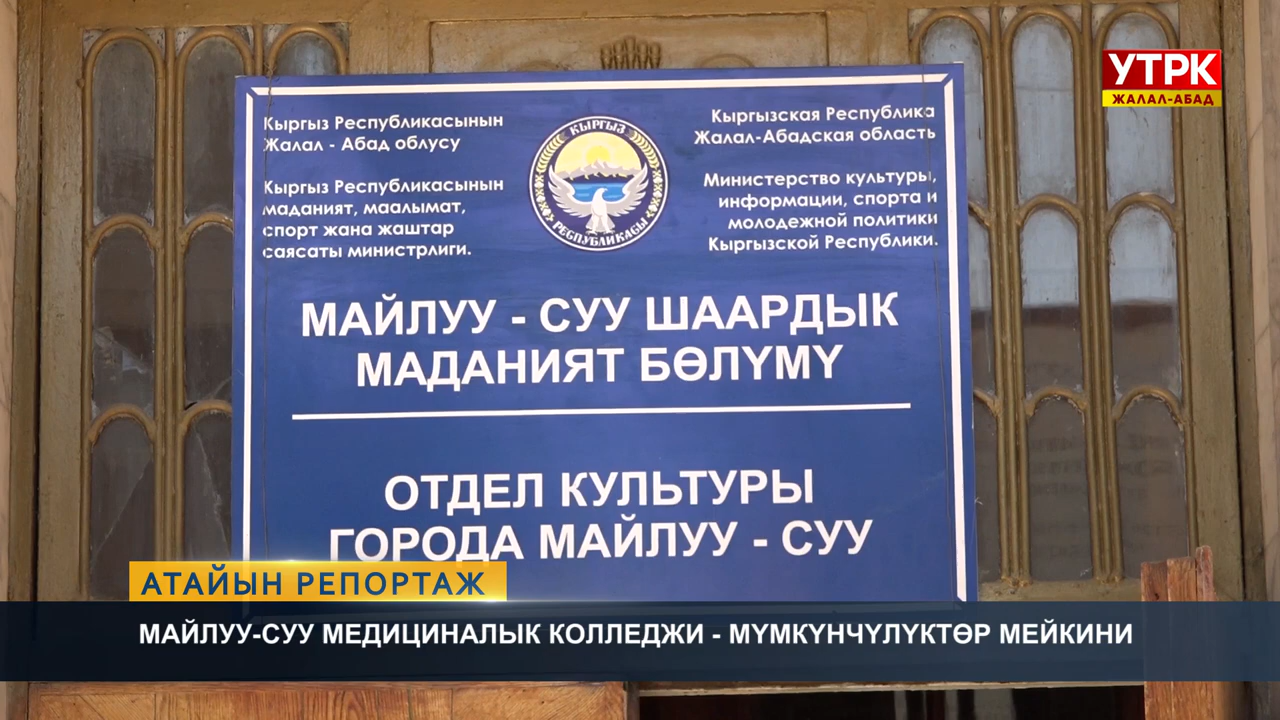 УТРК
ЖАЛАЛ-АБАД
Кыргыз Республикасынын
Жалал - Абад облусу
Кыргыз Республикасынын
маданият, маалымат,
спорт жана жаштар
саясаты министрлиги.
КЫРГЫЗ
РЕСПУБЛИКАСЫ
Кыргызская Республика
Жалал-Абадская область
Министерство культуры,
информации, спорта и
молодежной политики
Кыргызской Республики.
МАЙЛУУ - СУУ ШААРДЫК
МАДАНИЯТ БӨЛҮМҮ
ОТДЕЛ КУЛЬТУРЫ
ГОРОДА МАЙЛУУ - СУУ
АТАЙЫН РЕПОРТАЖ
МАЙЛУУ-СУУ МЕДИЦИНАЛЫК КОЛЛЕДЖИ - МҮМКҮНЧҮЛҮКТӨР МЕЙКИНИ